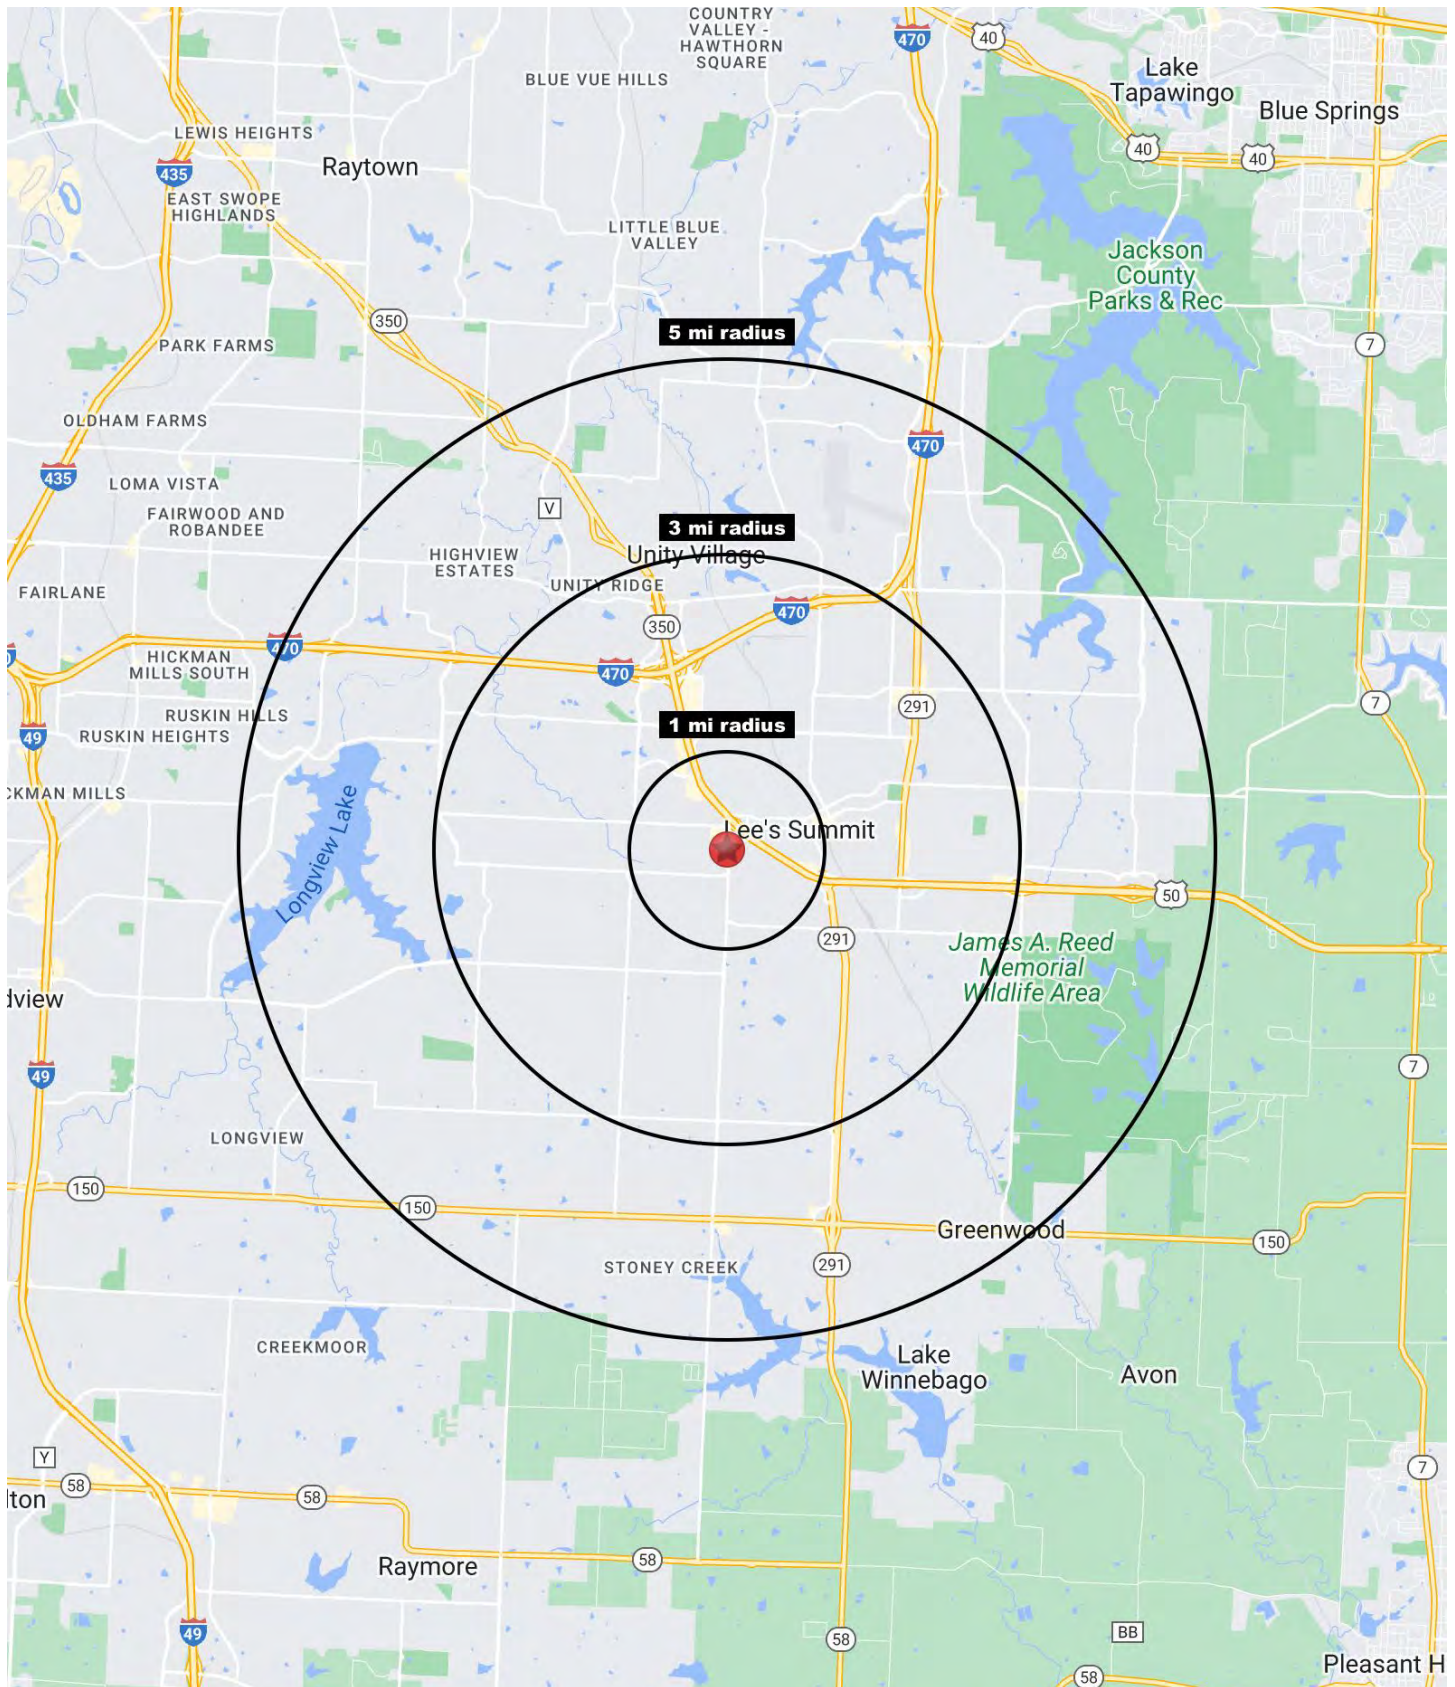 COUNTRY
VALLEY -
HAWTHORN
SQUARE
470
40
Lake
Tapawingo
BLUE VUE HILLS
Blue Springs
LEWIS HEIGHTS
Raytown
40
40
435
EAST SWOPE
HIGHLANDS
LITTLE BLUE
VALLEY
Jackson
County
Parks & Rec
350
5 mi radius
PARK FARMS
7
OLDHAM FARMS
470
435
LOMA VISTA
V
FAIRWOOD AND
ROBANDEE
3 mi radius
HIGHVIEW
ESTATES
Unity Village
UNITY RIDGE
FAIRLANE
470
350
470
0
HICKMAN
MILLS SOUTH
470
7
291
RUSKIN HILLS
1 mi radius
49
RUSKIN HEIGHTS
CKMAN MILLS
Lee's Summit
Longview Lake
50
291
James A. Reed
Memorial
Wildlife Area
dview
7
49
LONGVIEW
150
150
Greenwood
150
STONEY CREEK
291
CREEKMOOR
Lake
Winnebago
Avon
Y
7
58
58
lton
Raymore
58
49
58
BB
Pleasant H
58